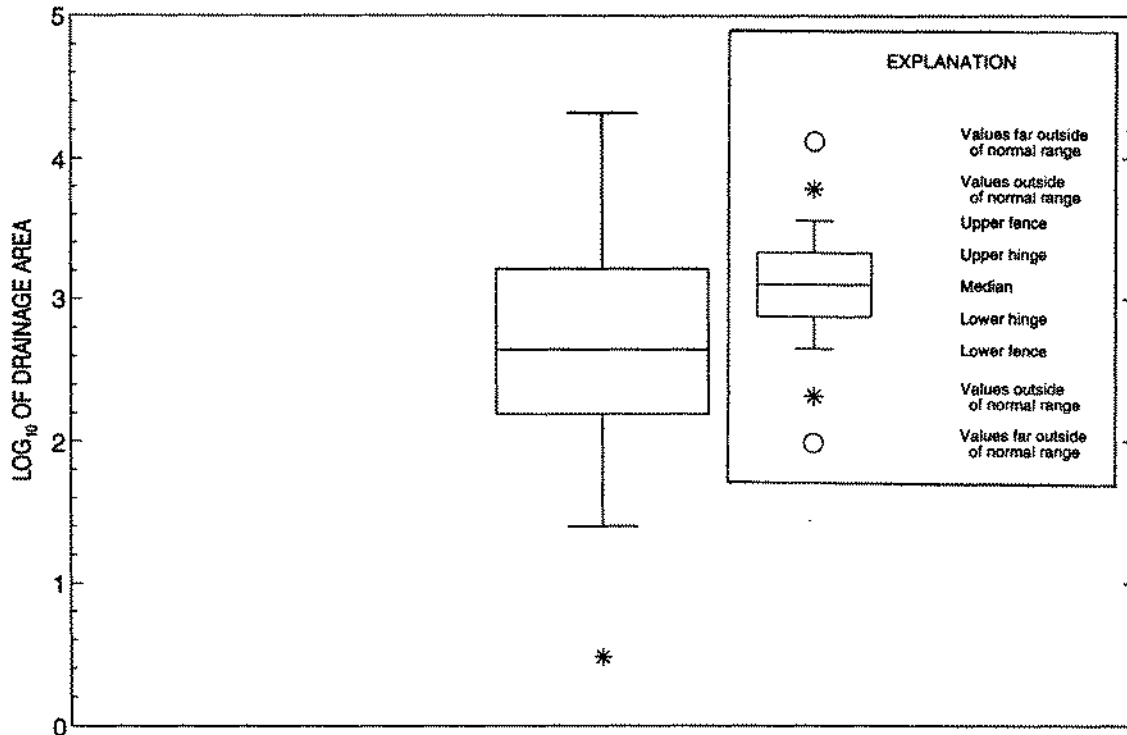 5
4
3
2
1
0
LOG₁₀ OF DRAINAGE AREA
EXPLANATION
Values far outside
of normal range
Values outside
of normal range
Upper fence
Upper hinge
Median
Lower hinge
Lower fence
Values outside
of normal range
Values far outside
of normal range